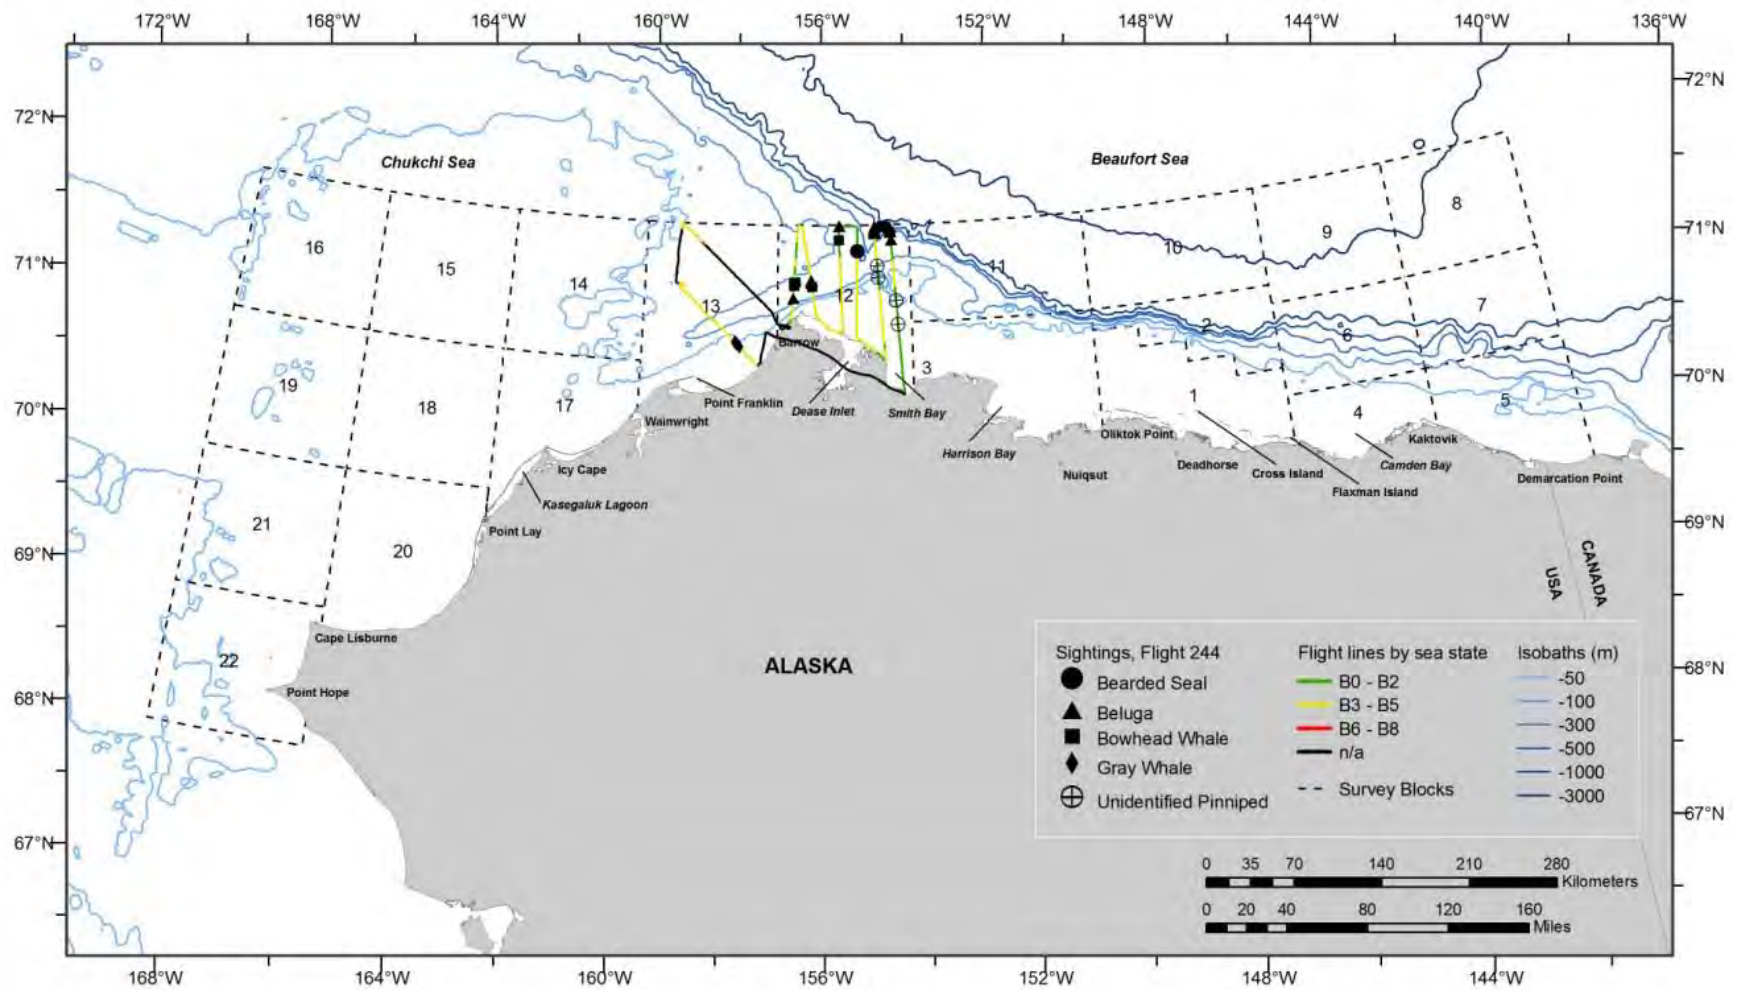 172°W 168°W 164°W 160°W 156°W 152°W 148°W 144°W 140°W 136°W
72°N 72°N
Chukchi Sea Beaufort Sea
8
9
71°N 71°N
16 10
15 11
14
13 12 7
2 6
Barrow
70°N 3 70°N
19
18 17 1 5
Point Franklin Dease Inlet Smith Bay 4
Wainwright
Oliktok Point Kaktovik
Harrison Bay
Icy Cape Nuiqsut Deadhorse Cross Island Camden Bay
Demarcation Point
Flaxman Island
Kasegaluk Lagoon
69°N 21 69°N
Point Lay
20
USA CANADA
Cape Lisburne
22
68°N Point Hope 68°N
ALASKA
Sightings, Flight 244
Bearded Seal
Beluga
Bowhead Whale
Gray Whale
Unidentified Pinniped
Flight lines by sea state
B0 - B2
B3 - B5
B6 - B8
n/a
Survey Blocks
Isobaths (m)
-50
-100
-300
-500
-1000
-3000
67°N 67°N
0 35 70 140 210 280
Kilometers
0 20 40 80 120 160
Miles
168°W 164°W 160°W 156°W 152°W 148°W 144°W